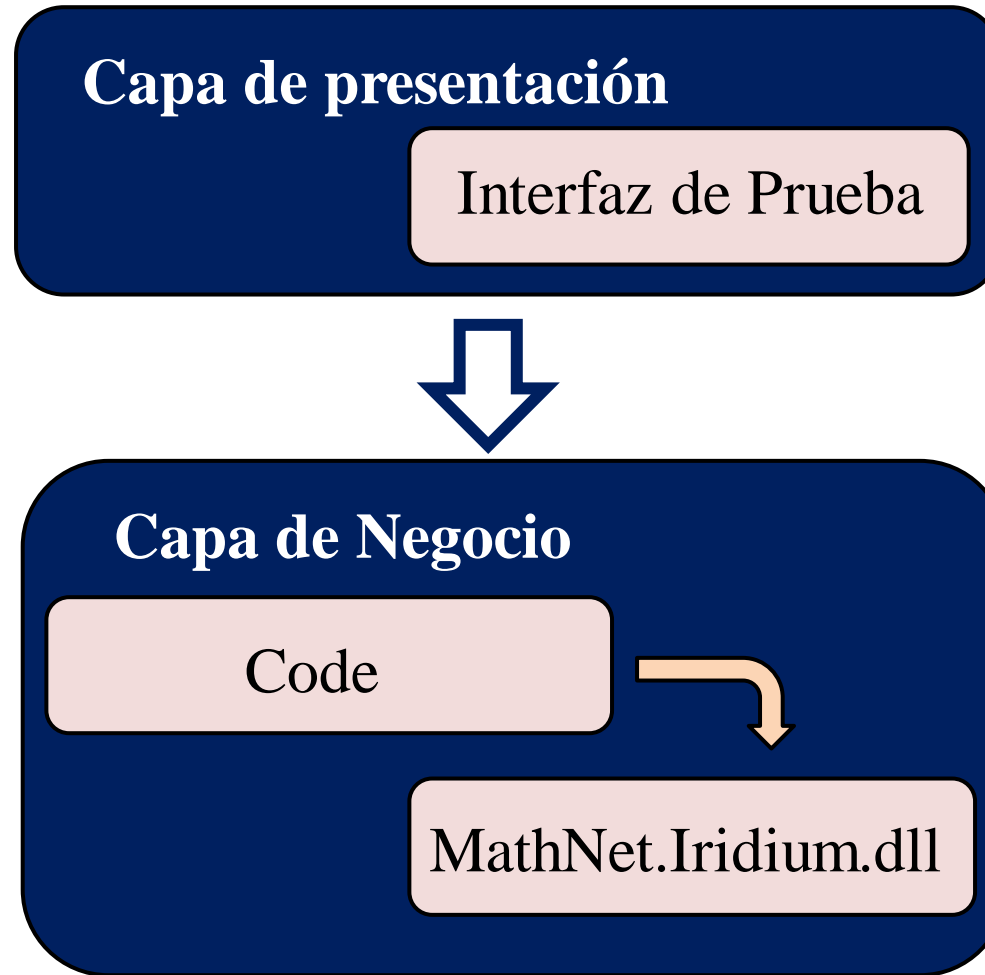 Capa de presentación
Interfaz de Prueba
Capa de Negocio
Code
MathNet.Iridium.dll